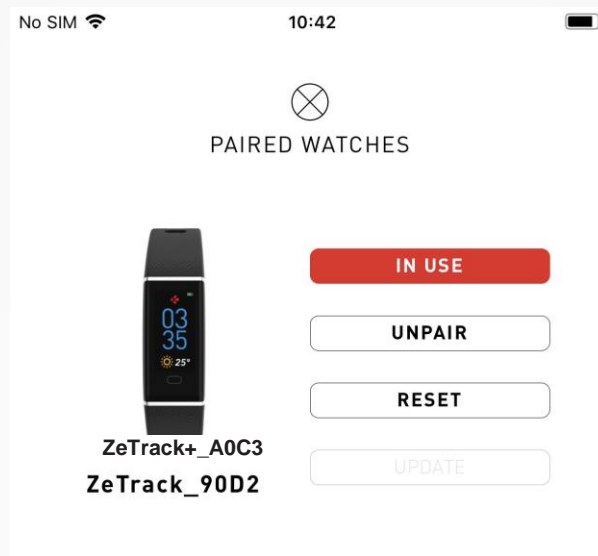 No SIM
10:42
PAIRED WATCHES
03
35
25°
IN USE
UNPAIR
RESET
UPDATE
ZeTrack+_A0C3
ZeTrack_90D2